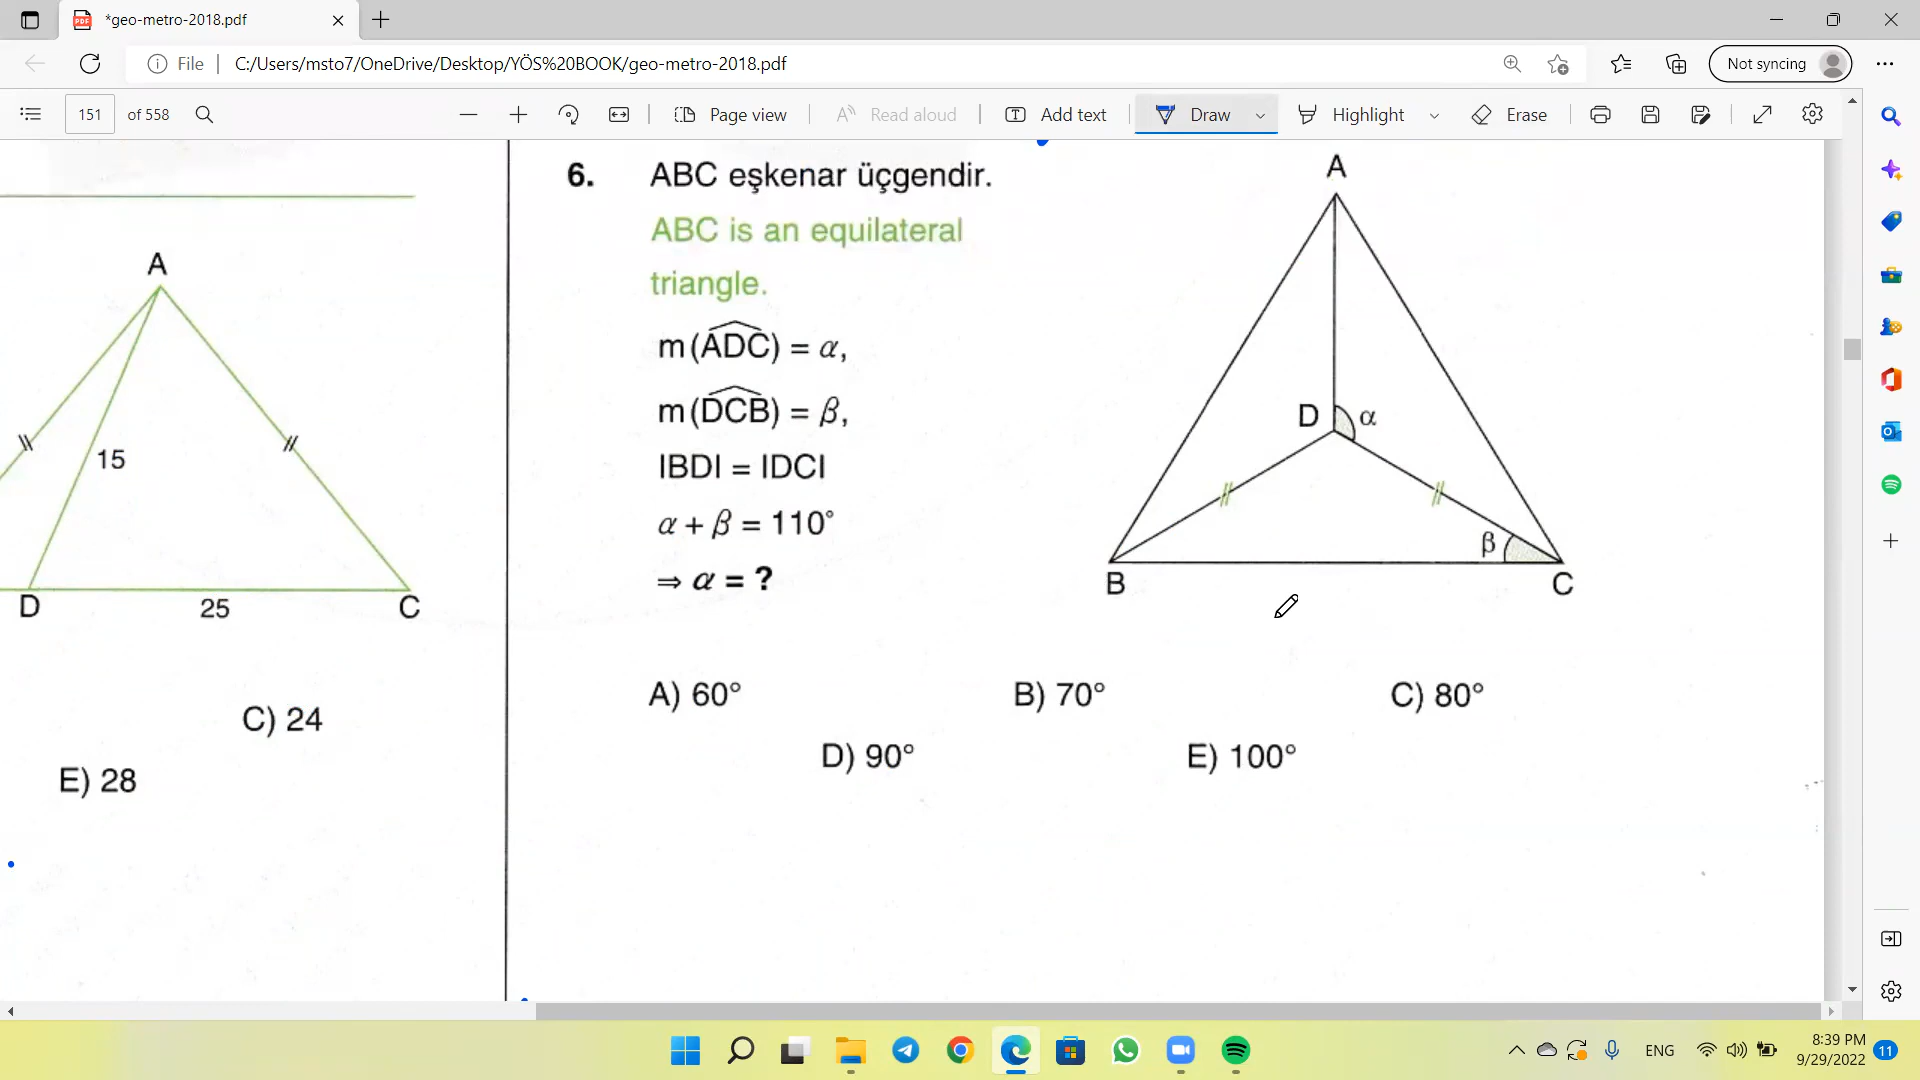 *geo-metro-2018.pdf
File
C:/Users/msto7/OneDrive/Desktop/YÖS%20BOOK/geo-metro-2018.pdf
Not syncing
151 of 558
Page view
Read aloud
Add text
Draw
Highlight
Erase
A
15
D
25
C
C) 24
E) 28
6. ABC eşkenar üçgendir.
ABC is an equilateral
triangle.
m(ADC) = α,
m(DCB) = β,
IBDI = IDCI
α + β = 110°
⇒ α = ?
A
D α
β
B C
A) 60° B) 70° C) 80°
D) 90° E) 100°
ENG
8:39 PM
9/29/2022
11